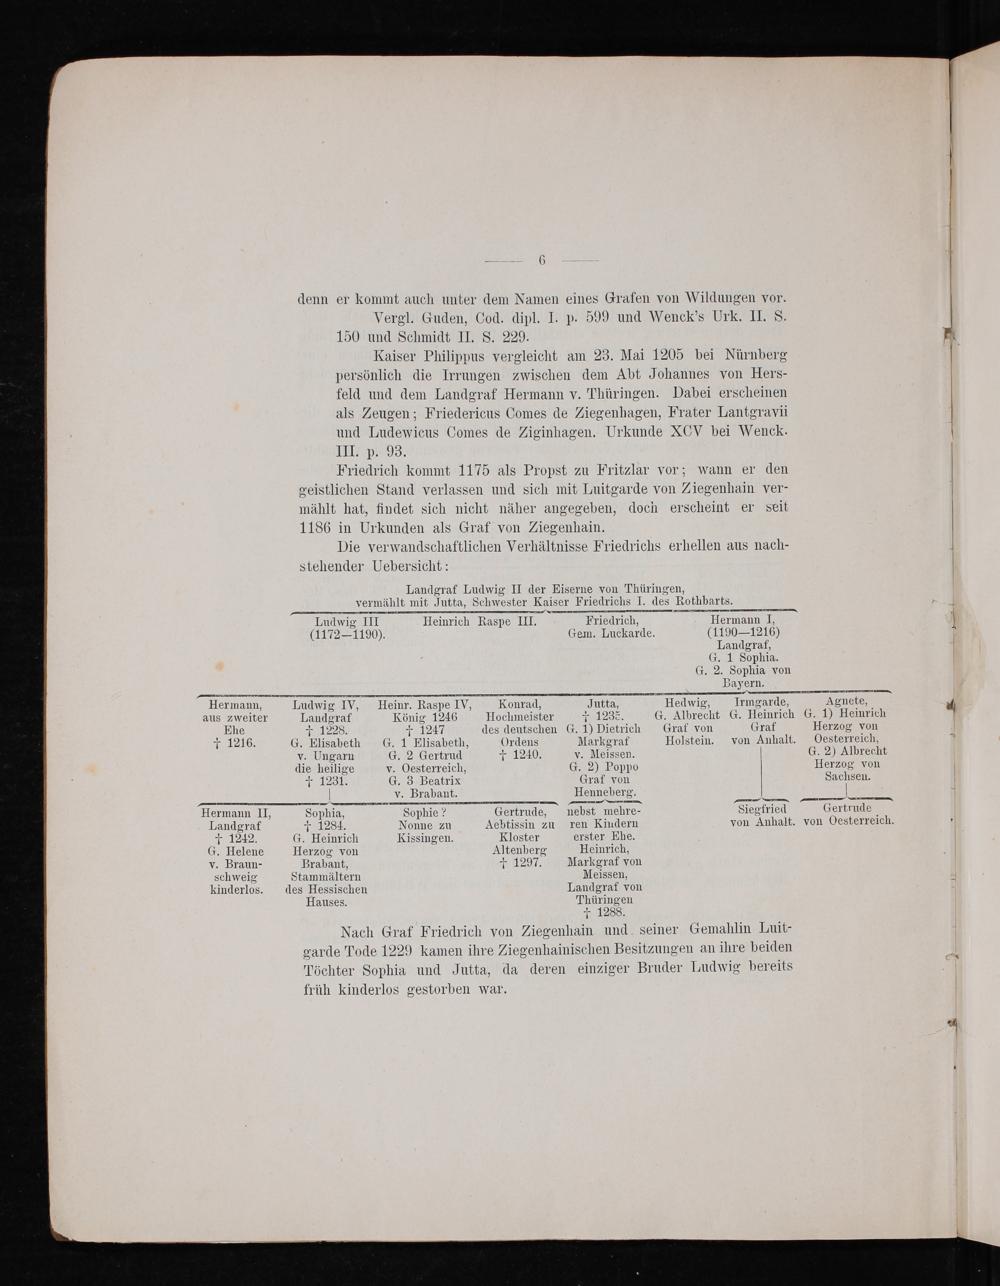 6
denn er kommt auch unter dem Namen eines Grafen von Wildungen vor.
Vergl. Guden, Cod. dipl. I. p. 599 und Wenck's Urk. II. S.
150 und Schmidt II. S. 229.
Kaiser Philippus vergleicht am 23. Mai 1205 bei Nürnberg
persönlich die Irrungen zwischen dem Abt Johannes von Hers-
feld und dem Landgraf Hermann v. Thüringen. Dabei erscheinen
als Zeugen; Friedericus Comes de Ziegenhagen, Frater Lantgravii
und Ludewicus Comes de Ziginhagen. Urkunde XCV bei Wenck.
III. p. 93.
Friedrich kommt 1175 als Propst zu Fritzlar vor; wann er den
geistlichen Stand verlassen und sich mit Luitgarde von Ziegenhain ver-
mählt hat, findet sich nicht näher angegeben, doch erscheint er seit
1186 in Urkunden als Graf von Ziegenhain.
Die verwandschaftlichen Verhältnisse Friedrichs erhellen aus nach-
stehender Uebersicht:
Landgraf Ludwig II der Eiserne von Thüringen,
vermählt mit Jutta, Schwester Kaiser Friedrichs I. des Rothbarts.
Ludwig III
(1172—1190).
Heinrich Raspe III.
Friedrich,
Gem. Luckarde.
Hermann I,
(1190—1216)
Landgraf,
G. 1 Sophia.
G. 2. Sophia von
Bayern.
Hermann,
aus zweiter
Ehe
† 1216.
Ludwig IV,
Landgraf
† 1228.
G. Elisabeth
v. Ungarn
die heilige
† 1231.
Heinr. Raspe IV,
König 1246
† 1247
G. 1 Elisabeth,
G. 2 Gertrud
v. Oesterreich,
G. 3 Beatrix
v. Brabant.
Konrad,
Hochmeister
des deutschen
Ordens
† 1240.
Jutta,
† 1235.
G. 1) Dietrich
Markgraf
v. Meissen.
G. 2) Poppo
Graf von
Henneberg.
Hedwig,
G. Albrecht
Graf von
Holstein.
Irmgarde,
G. Heinrich
Graf
von Anhalt.
Agnete,
G. 1) Heinrich
Herzog von
Oesterreich,
G. 2) Albrecht
Herzog von
Sachsen.
Hermann II,
Landgraf
† 1242.
G. Helene
v. Braun-
schweig
kinderlos.
Sophia,
† 1284.
G. Heinrich
Herzog von
Brabant,
Stammältern
des Hessischen
Hauses.
Sophie?
Nonne zu
Kissingen.
Gertrude,
Aebtissin zu
Kloster
Altenberg
† 1297.
nebst mehre-
ren Kindern
erster Ehe.
Heinrich,
Markgraf von
Meissen,
Landgraf von
Thüringen
† 1288.
Siegfried
von Anhalt.
Gertrude
von Oesterreich.
Nach Graf Friedrich von Ziegenhain und seiner Gemahlin Luit-
garde Tode 1229 kamen ihre Ziegenhainischen Besitzungen an ihre beiden
Töchter Sophia und Jutta, da deren einziger Bruder Ludwig bereits
früh kinderlos gestorben war.